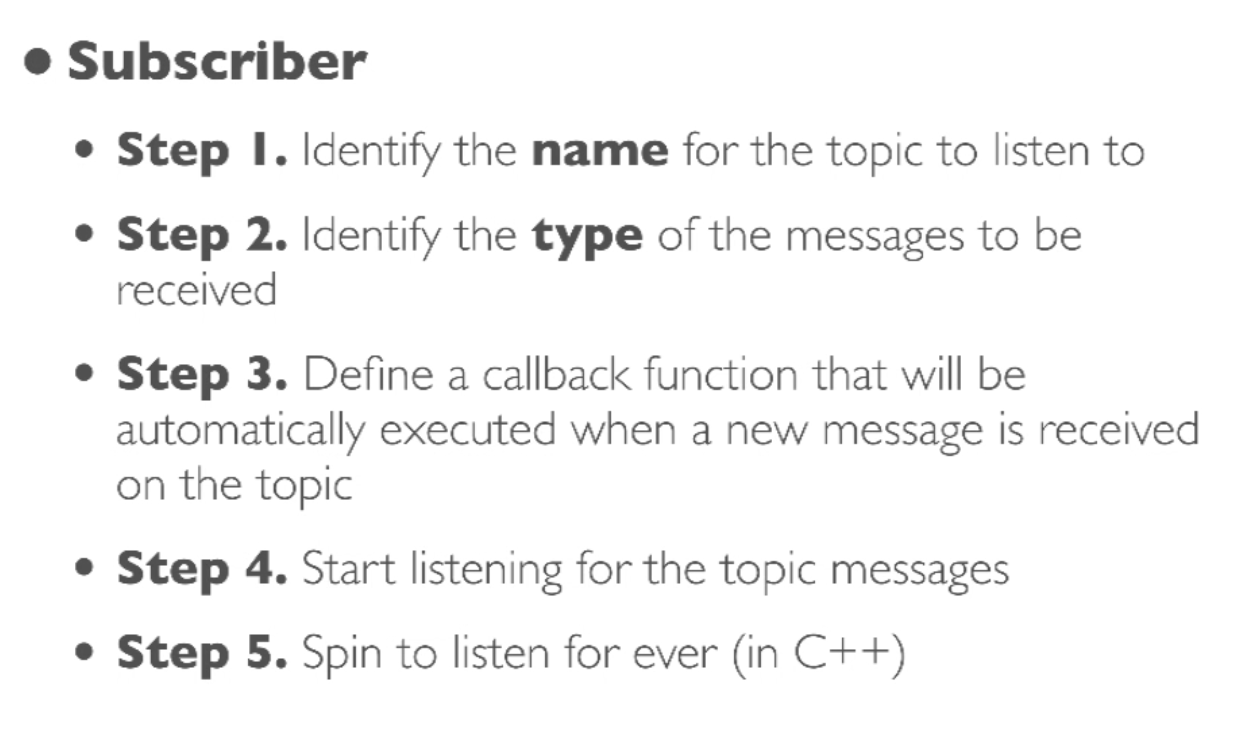 • Subscriber
• Step 1. Identify the name for the topic to listen to
• Step 2. Identify the type of the messages to be
received
• Step 3. Define a callback function that will be
automatically executed when a new message is received
on the topic
• Step 4. Start listening for the topic messages
• Step 5. Spin to listen for ever (in C++)